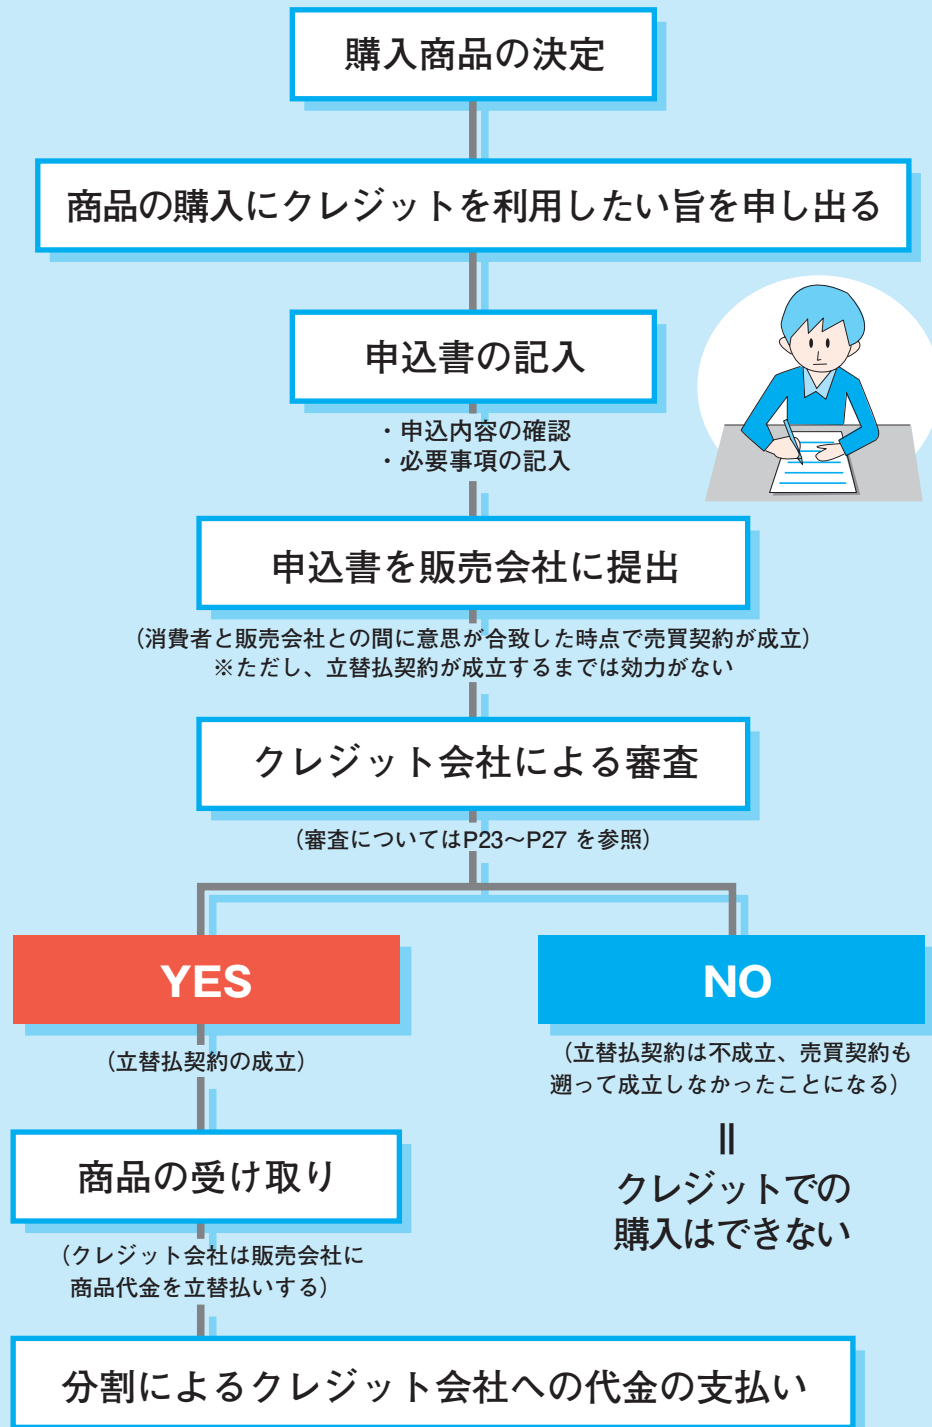 購入商品の決定
商品の購入にクレジットを利用したい旨を申し出る
申込書の記入
・申込内容の確認
・必要事項の記入
申込書を販売会社に提出
（消費者と販売会社との間に意思が合致した時点で売買契約が成立）
※ただし、立替払契約が成立するまでは効力がない
クレジット会社による審査
（審査についてはP23〜P27 を参照）
YES
（立替払契約の成立）
商品の受け取り
（クレジット会社は販売会社に
商品代金を立替払いする）
NO
（立替払契約は不成立、売買契約も
遡って成立しなかったことになる）
＝
クレジットでの
購入はできない
分割によるクレジット会社への代金の支払い